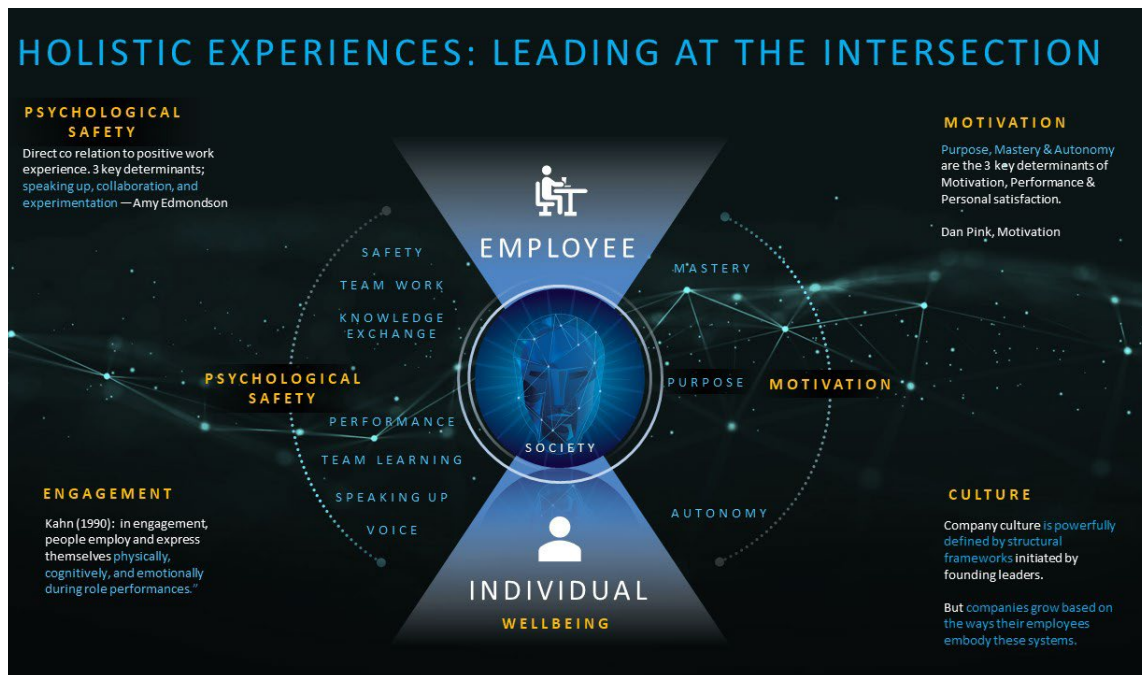 HOLISTIC EXPERIENCES: LEADING AT THE INTERSECTION
PSYCHOLOGICAL
SAFETY
Direct co relation to positive work
experience. 3 key determinants;
speaking up, collaboration, and
experimentation —Amy Edmondson
MOTIVATION
Purpose, Mastery & Autonomy
are the 3 key determinants of
Motivation, Performance &
Personal satisfaction.
Dan Pink, Motivation
EMPLOYEE
SAFETY
TEAM WORK
KNOWLEDGE
EXCHANGE
PSYCHOLOGICAL
SAFETY
PERFORMANCE
TEAM LEARNING
SPEAKING UP
VOICE
SOCIETY
MASTERY
PURPOSE
MOTIVATION
AUTONOMY
INDIVIDUAL
WELLBEING
ENGAGEMENT
Kahn (1990): in engagement,
people employ and express
themselves physically,
cognitively, and emotionally
during role performances.”
CULTURE
Company culture is powerfully
defined by structural
frameworks initiated by
founding leaders.
But companies grow based on
the ways their employees
embody these systems.